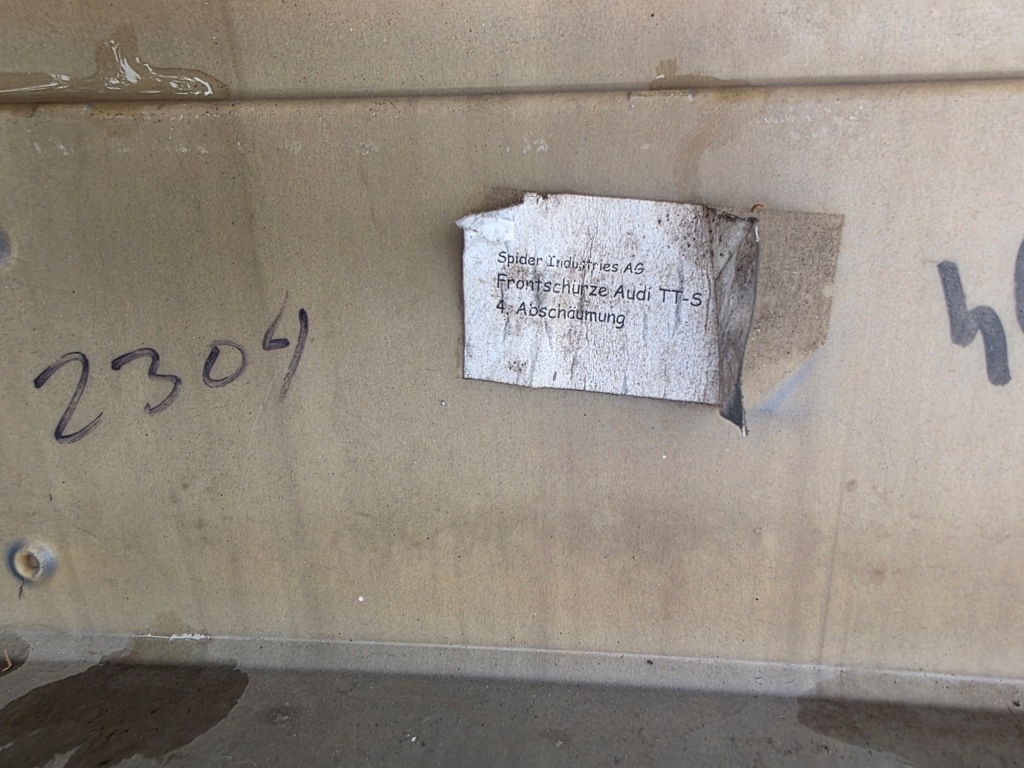 Spider Industries AG
Frontschürze Audi TT-S
4. Abschäumung
2304